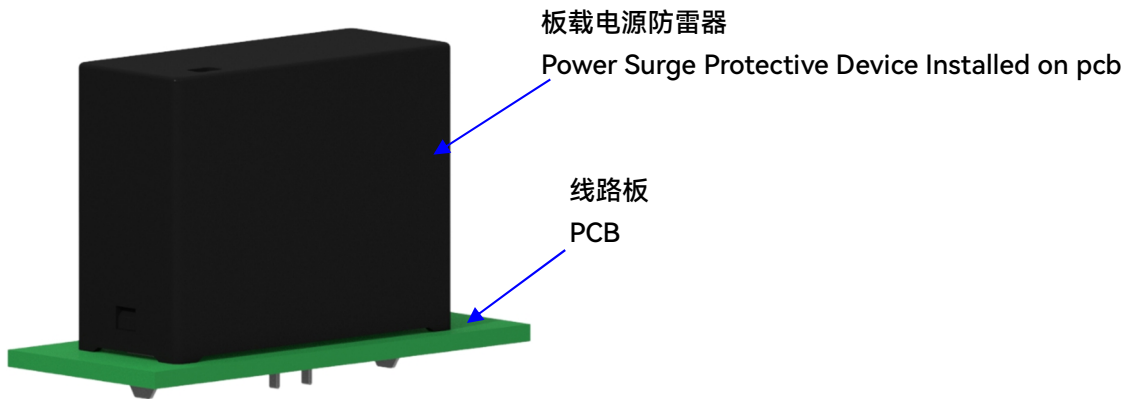 板载电源防雷器
Power Surge Protective Device Installed on pcb
线路板
PCB